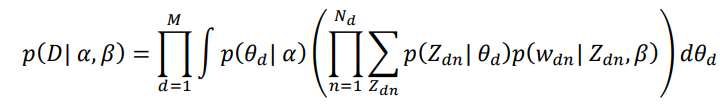 p(D| α, β) = ∏_{d=1}^{M} ∫ p(θ_d| α) ( ∏_{n=1}^{N_d} ∑_{Z_{dn}} p(Z_{dn}| θ_d)p(w_{dn}| Z_{dn}, β) ) dθ_d